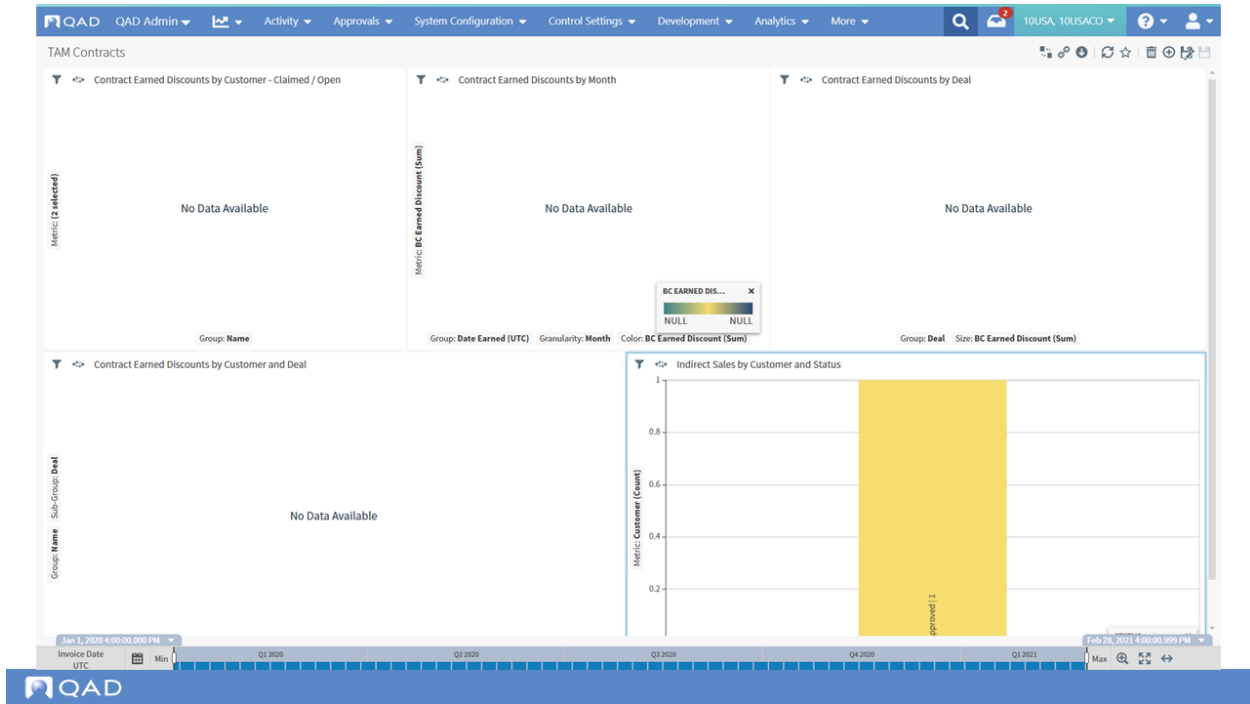 QAD QAD Admin Activity Approvals System Configuration Control Settings Development Analytics More 2 10USA, 10USACO ?
TAM Contracts
Contract Earned Discounts by Customer - Claimed / Open
Metric: (2 selected)
No Data Available
Group: Name
Contract Earned Discounts by Month
Metric: BC Earned Discount (Sum)
No Data Available
BC EARNED DIS... ×
NULL NULL
Group: Date Earned (UTC) Granularity: Month Color: BC Earned Discount (Sum)
Contract Earned Discounts by Deal
No Data Available
Group: Deal Size: BC Earned Discount (Sum)
Contract Earned Discounts by Customer and Deal
Group: Name Sub-Group: Deal
No Data Available
Indirect Sales by Customer and Status
Metric: Customer (Count)
1
0.8
0.6
0.4
0.2
pproved | 1
Jan 1, 2020 4:00:00.000 PM
Feb 28, 2021 4:00:00.999 PM
Invoice Date
UTC
Min Q1 2020 Q2 2020 Q3 2020 Q4 2020 Q1 2021 Max
QAD